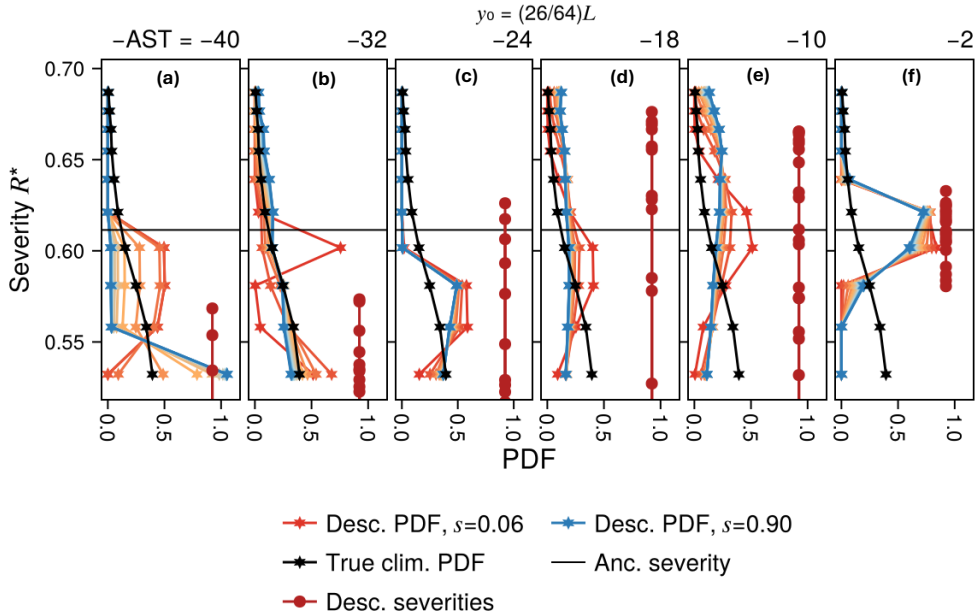 y₀ = (26/64)L
−AST = −40 −32 −24 −18 −10 −2
(a) (b) (c) (d) (e) (f)
0.70
0.65
0.60
0.55
Severity R*
0.0 0.5 1.0 0.0 0.5 1.0 0.0 0.5 1.0 0.0 0.5 1.0 0.0 0.5 1.0 0.0 0.5 1.0
PDF
Desc. PDF, s=0.06 Desc. PDF, s=0.90
True clim. PDF Anc. severity
Desc. severities